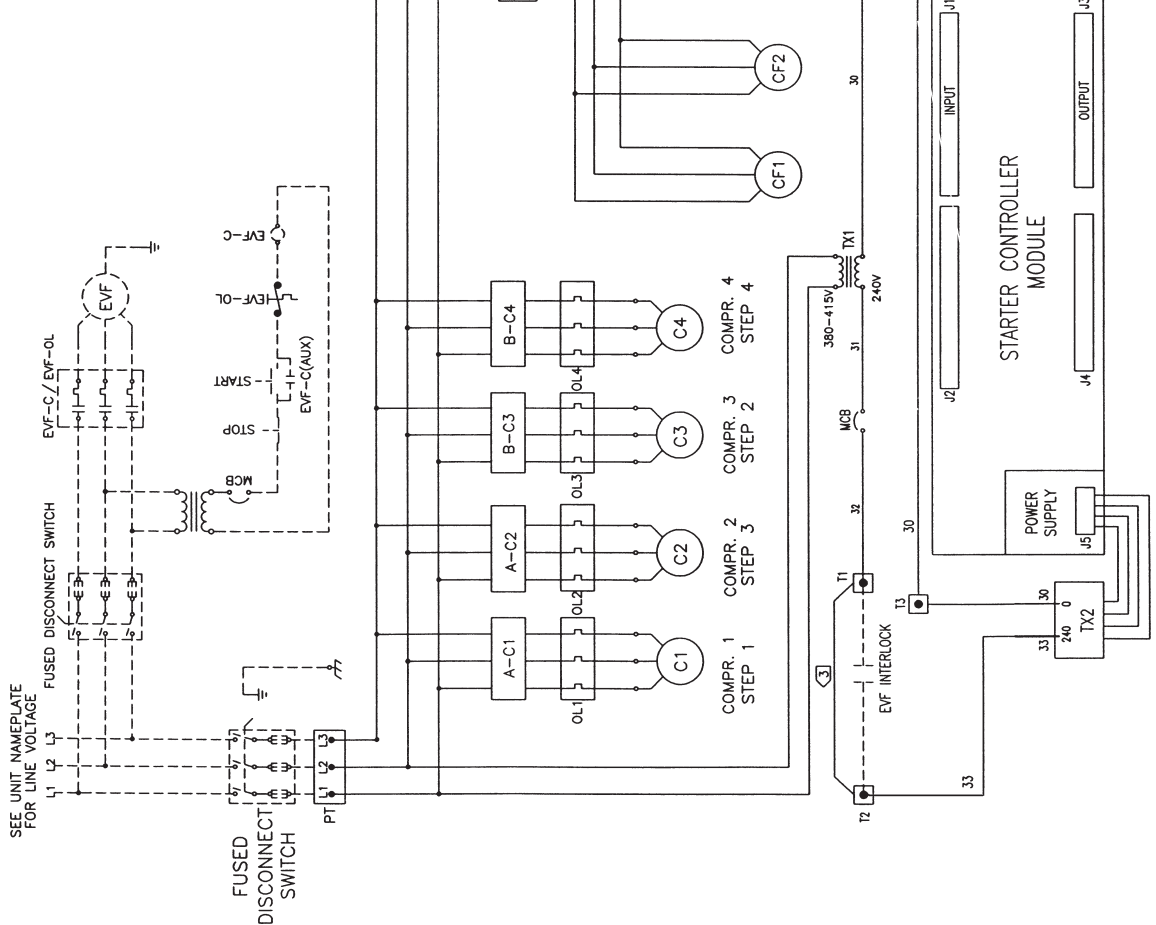 SEE UNIT NAMEPLATE
FOR LINE VOLTAGE
L1
L2
L3
FUSED DISCONNECT SWITCH
EVF-C / EVF-OL
EVF
MCB
STOP
START
EVF-C(AUX)
EVF-OL
EVF-C
FUSED
DISCONNECT
SWITCH
PT
L1
L2
L3
A-C1
OL1
C1
COMPR. 1
STEP 1
A-C2
OL2
C2
COMPR. 2
STEP 3
B-C3
OL3
C3
COMPR. 3
STEP 2
B-C4
OL4
C4
COMPR. 4
STEP 4
CF1
CF2
380-415V
TX1
240V
30
31
MCB
32
T1
3
EVF INTERLOCK
T2
33
T3
30
33
30
240
0
TX2
POWER
SUPPLY
J5
STARTER CONTROLLER
MODULE
J2
J1
INPUT
J4
J3
OUTPUT